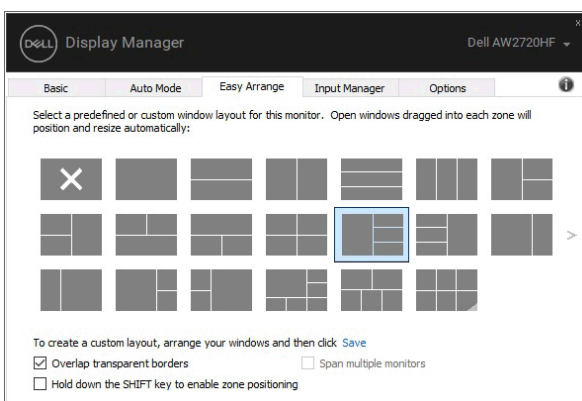 DELL Display Manager
Dell AW2720HF
Basic Auto Mode Easy Arrange Input Manager Options
Select a predefined or custom window layout for this monitor. Open windows dragged into each zone will
position and resize automatically:
To create a custom layout, arrange your windows and then click Save
Overlap transparent borders
Span multiple monitors
Hold down the SHIFT key to enable zone positioning